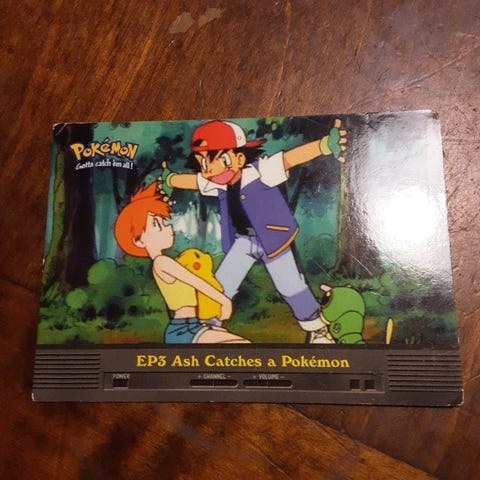 POKéMON
Gotta catch 'em all!
EP3 Ash Catches a Pokémon
POWER
+ CHANNEL -
+ VOLUME -